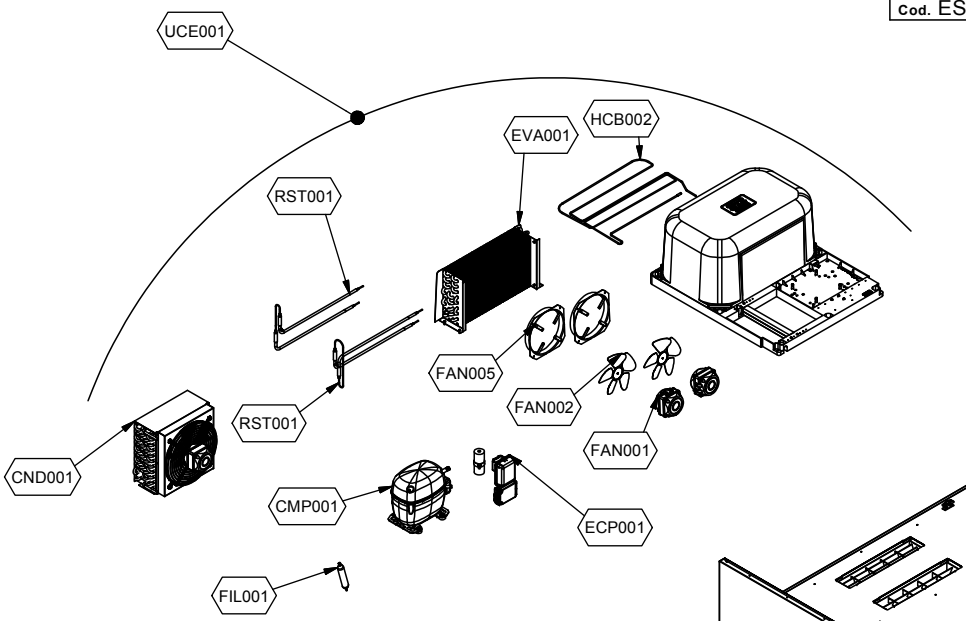 Cod. ES
UCE001
HCB002
EVA001
RST001
FAN005
FAN002
RST001
FAN001
CND001
CMP001
ECP001
FIL001